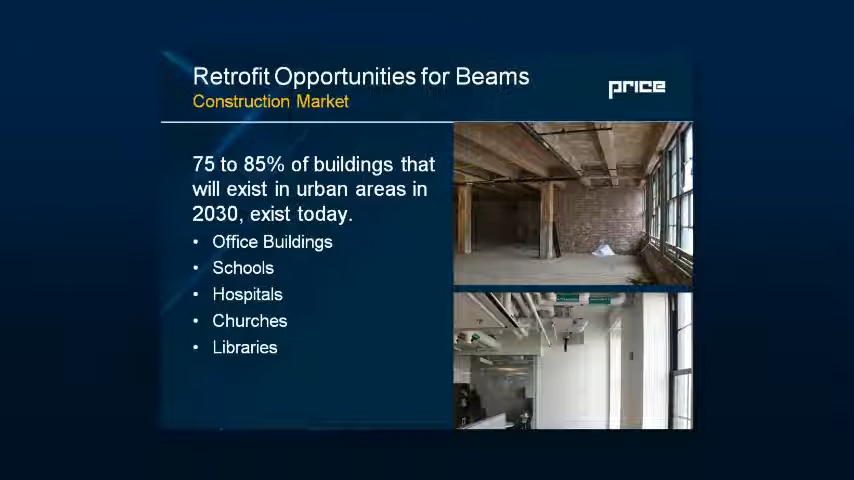 Retrofit Opportunities for Beams
Construction Market
price
75 to 85% of buildings that
will exist in urban areas in
2030, exist today.
• Office Buildings
• Schools
• Hospitals
• Churches
• Libraries